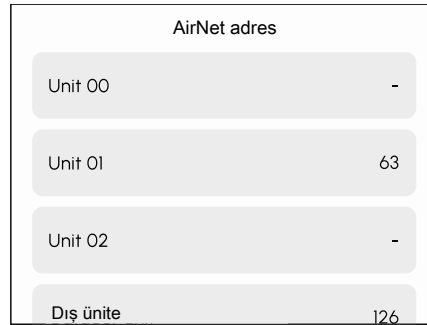 AirNet adres
Unit 00 -
Unit 01 63
Unit 02 -
Dış ünite 126